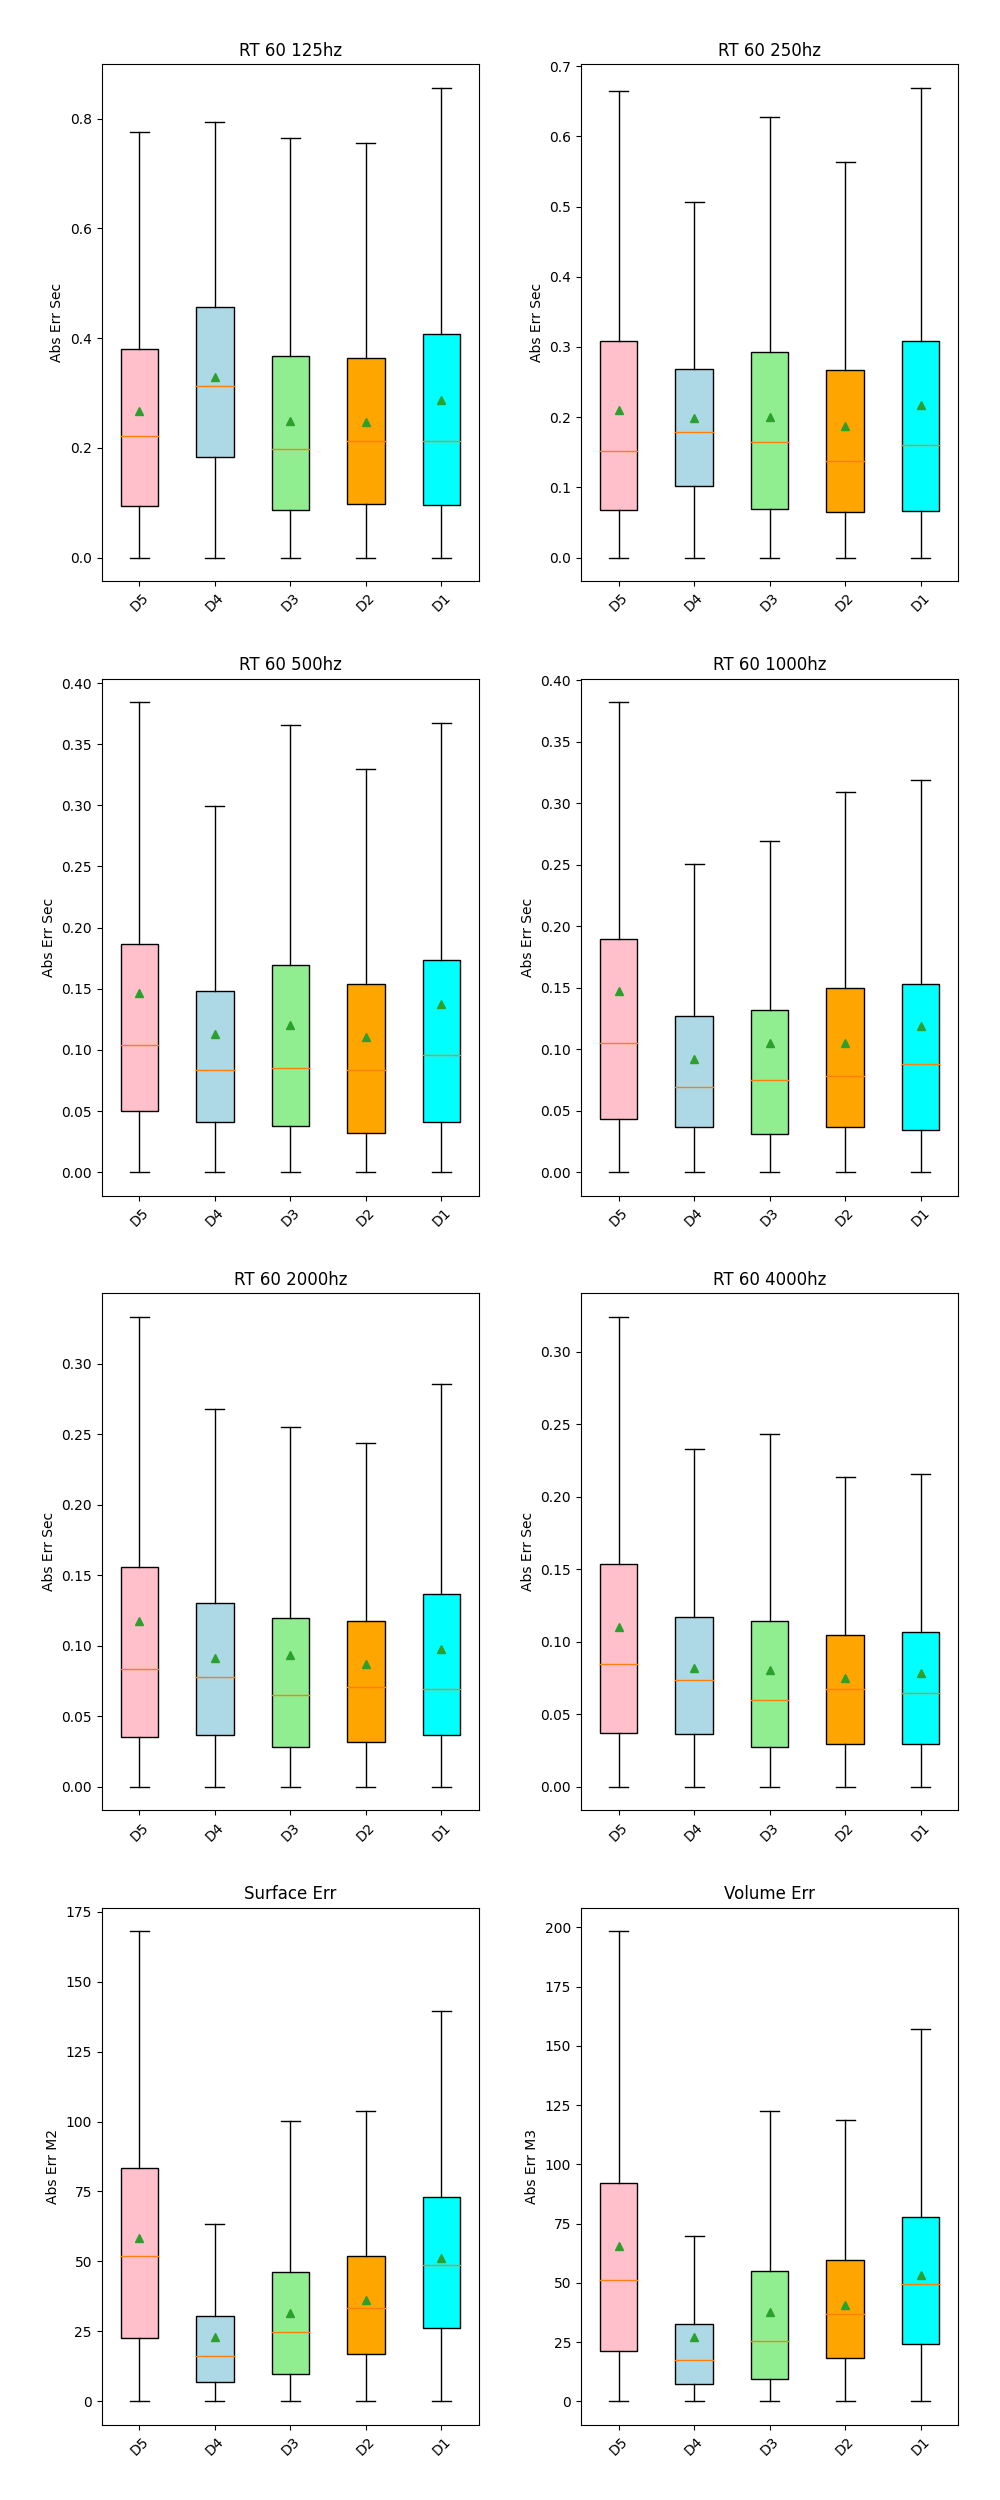 RT 60 125hz
Abs Err Sec
0.8
0.6
0.4
0.2
0.0
D5 D4 D3 D2 D1
RT 60 250hz
Abs Err Sec
0.7
0.6
0.5
0.4
0.3
0.2
0.1
0.0
D5 D4 D3 D2 D1
RT 60 500hz
Abs Err Sec
0.40
0.35
0.30
0.25
0.20
0.15
0.10
0.05
0.00
D5 D4 D3 D2 D1
RT 60 1000hz
Abs Err Sec
0.40
0.35
0.30
0.25
0.20
0.15
0.10
0.05
0.00
D5 D4 D3 D2 D1
RT 60 2000hz
Abs Err Sec
0.30
0.25
0.20
0.15
0.10
0.05
0.00
D5 D4 D3 D2 D1
RT 60 4000hz
Abs Err Sec
0.30
0.25
0.20
0.15
0.10
0.05
0.00
D5 D4 D3 D2 D1
Surface Err
Abs Err M2
175
150
125
100
75
50
25
0
D5 D4 D3 D2 D1
Volume Err
Abs Err M3
200
175
150
125
100
75
50
25
0
D5 D4 D3 D2 D1